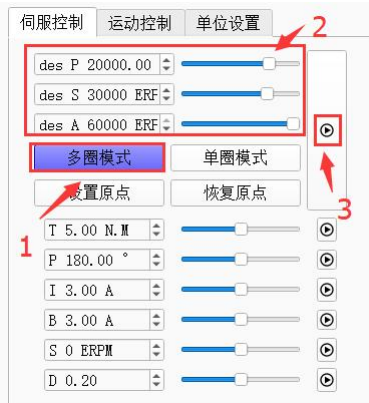 伺服控制 运动控制 单位设置
2
des P 20000.00
des S 30000 ERF
des A 60000 ERF
多圈模式 单圈模式
设置原点 恢复原点
1
3
T 5.00 N.M
P 180.00 °
I 3.00 A
B 3.00 A
S 0 ERPM
D 0.20